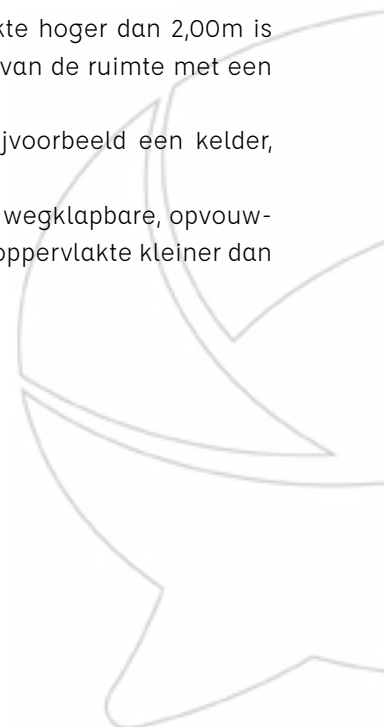 kte hoger dan 2,00m is
van de ruimte met een
jvoorbeeld een kelder,
wegklapbare, opvouw-
oppervlakte kleiner dan